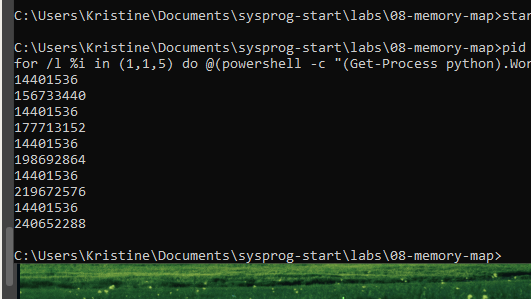 C:\Users\Kristine\Documents\sysprog-start\labs\08-memory-map>star
C:\Users\Kristine\Documents\sysprog-start\labs\08-memory-map>pid
for /l %i in (1,1,5) do @(powershell -c "(Get-Process python).Wor
14401536
156733440
14401536
177713152
14401536
198692864
14401536
219672576
14401536
240652288
C:\Users\Kristine\Documents\sysprog-start\labs\08-memory-map>